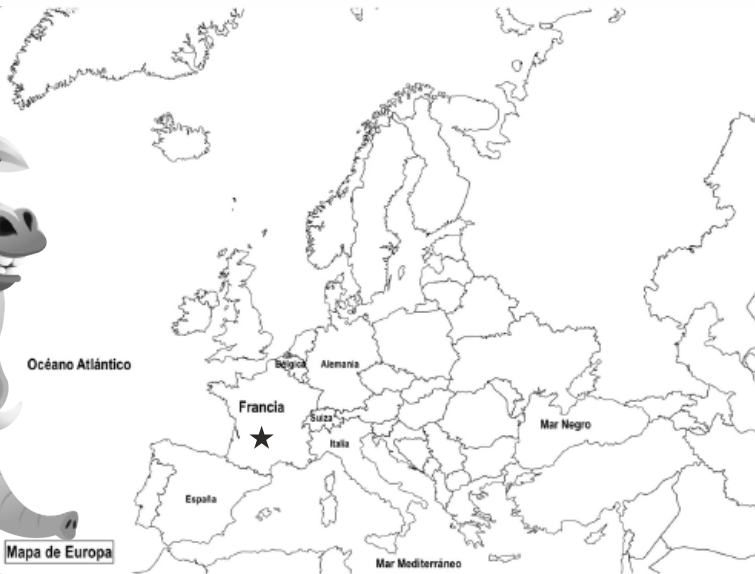 Océano Atlántico
Bélgica
Alemania
Francia
Suiza
Italia
Mar Negro
España
Mapa de Europa
Mar Mediterráneo